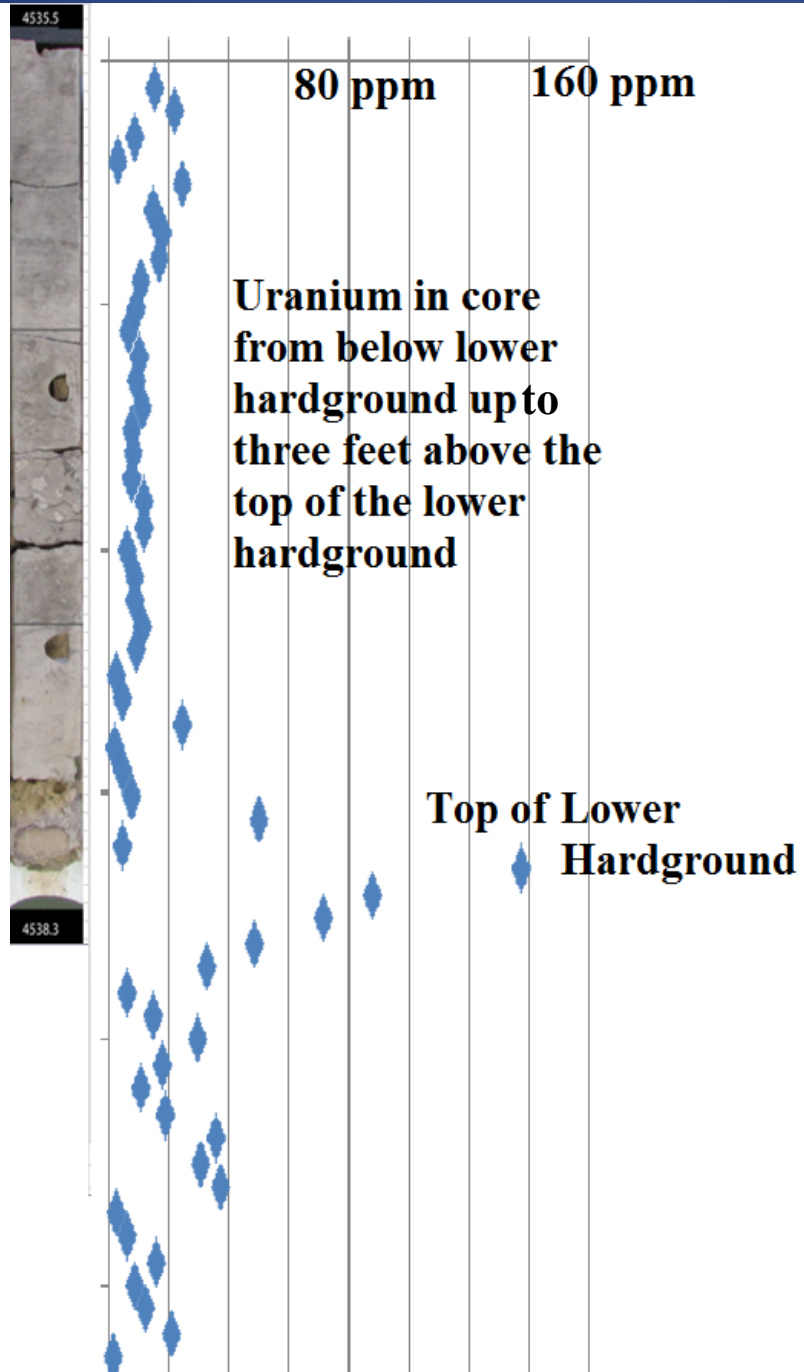 4535.5
80 ppm
160 ppm
Uranium in core
from below lower
hardground up to
three feet above the
top of the lower
hardground
Top of Lower
Hardground
4538.3